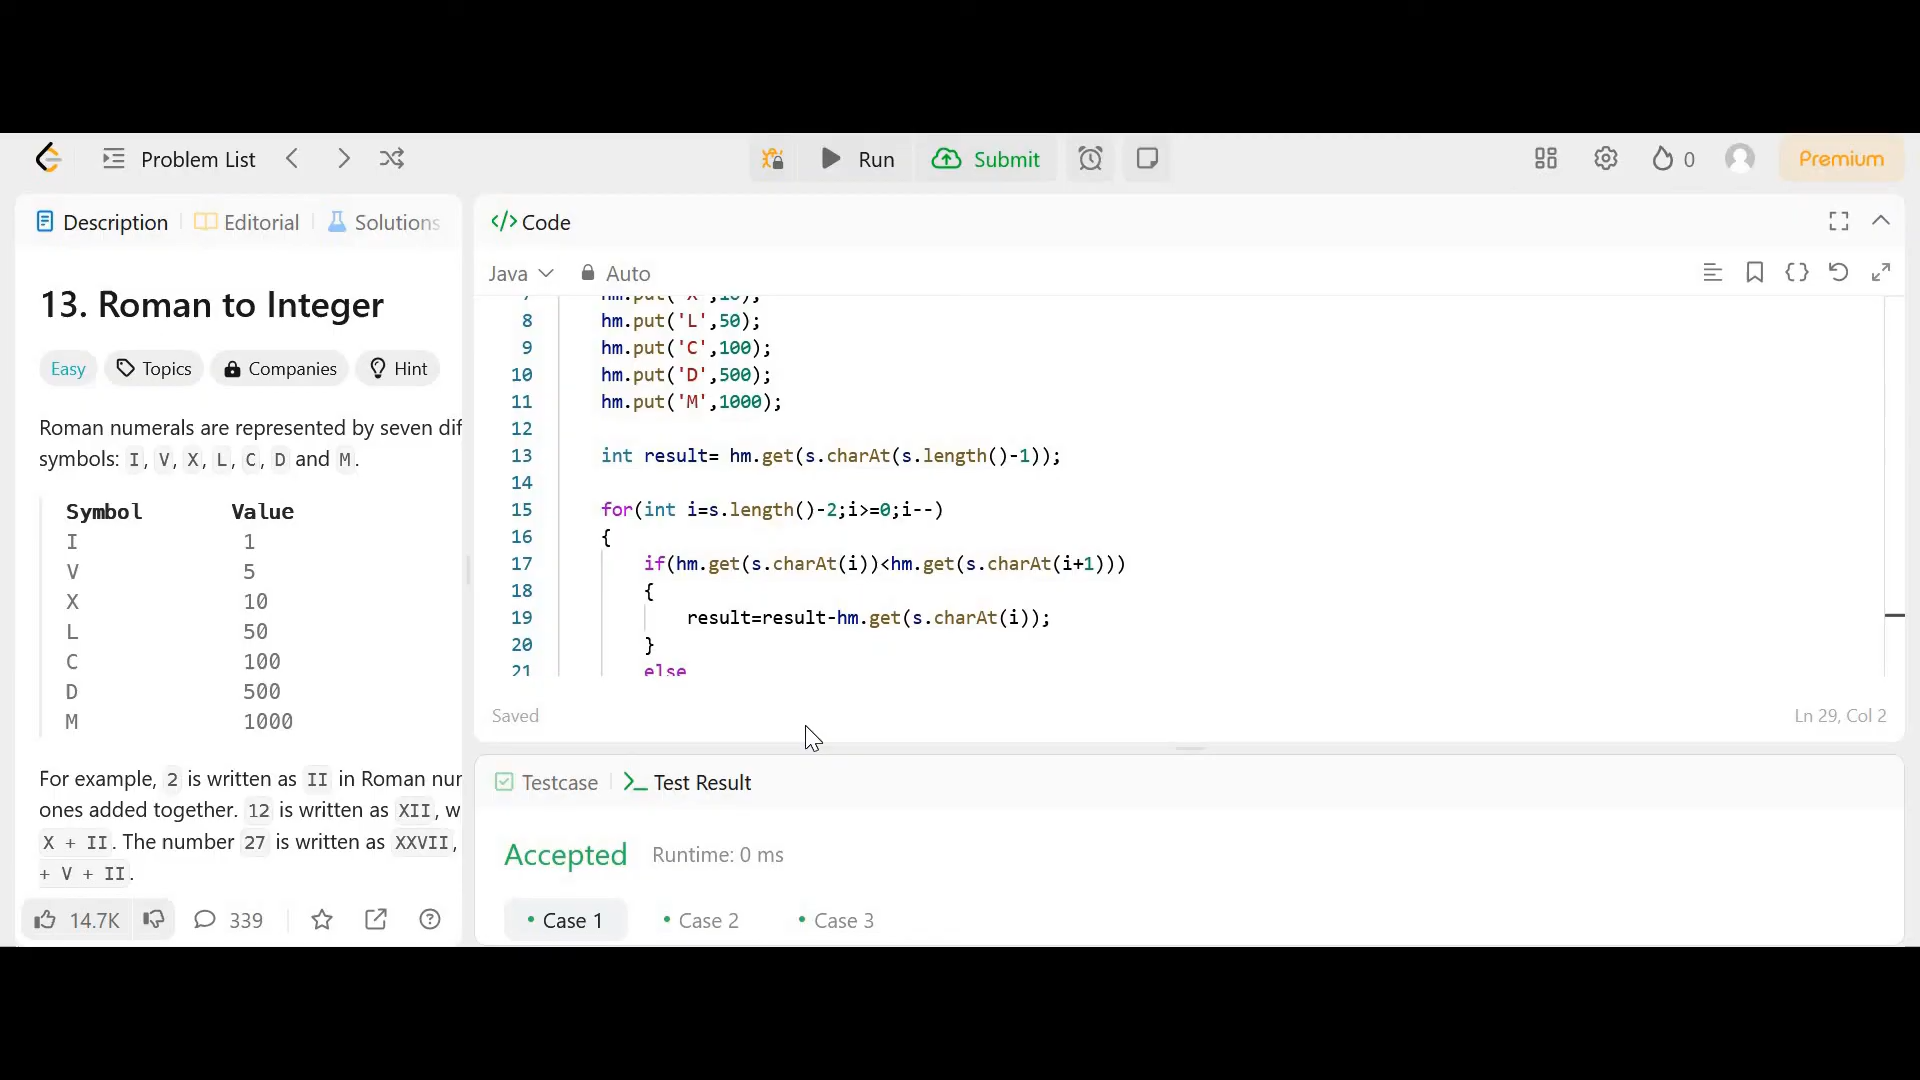 Problem List
Run
Submit
0
Premium
Description
Editorial
Solutions
13. Roman to Integer
Easy
Topics
Companies
Hint
Roman numerals are represented by seven dif
symbols: I, V, X, L, C, D and M.
Symbol Value
I 1
V 5
X 10
L 50
C 100
D 500
M 1000
For example, 2 is written as II in Roman nur
ones added together. 12 is written as XII, w
X + II. The number 27 is written as XXVII,
+ V + II.
14.7K
339
</> Code
Java
Auto
7 hm.put('X',10);
8 hm.put('L',50);
9 hm.put('C',100);
10 hm.put('D',500);
11 hm.put('M',1000);
12
13 int result= hm.get(s.charAt(s.length()-1));
14
15 for(int i=s.length()-2;i>=0;i--)
16 {
17 if(hm.get(s.charAt(i))<hm.get(s.charAt(i+1)))
18 {
19 result=result-hm.get(s.charAt(i));
20 }
21 else
Saved
Ln 29, Col 2
Testcase
Test Result
Accepted
Runtime: 0 ms
Case 1
Case 2
Case 3